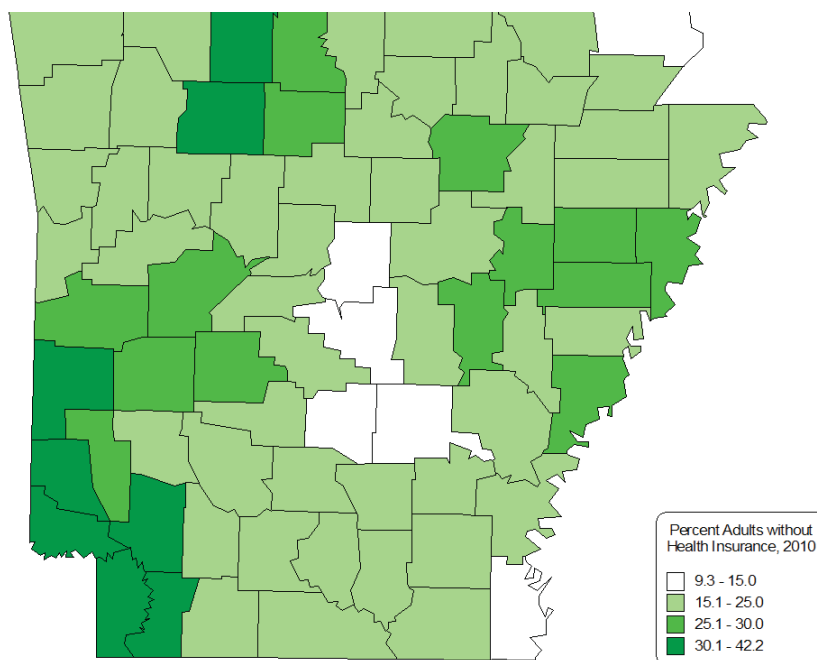 Percent Adults without
Health Insurance, 2010
9.3 - 15.0
15.1 - 25.0
25.1 - 30.0
30.1 - 42.2